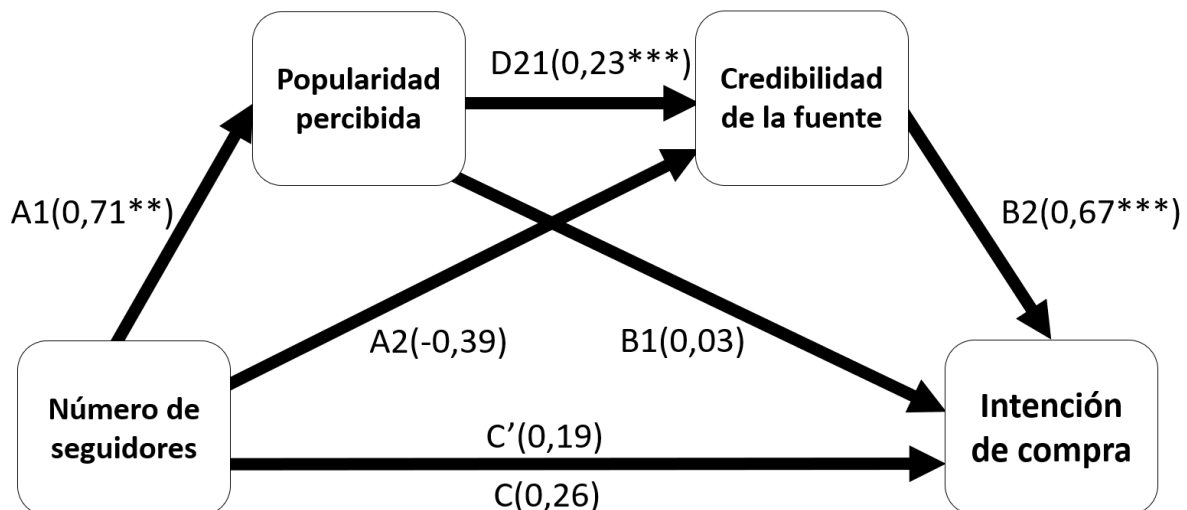 Popularidad
percibida
D21(0,23***)
Credibilidad
de la fuente
A1(0,71**)
B2(0,67***)
A2(-0,39)
B1(0,03)
Número de
seguidores
C’(0,19)
C(0,26)
Intención
de compra